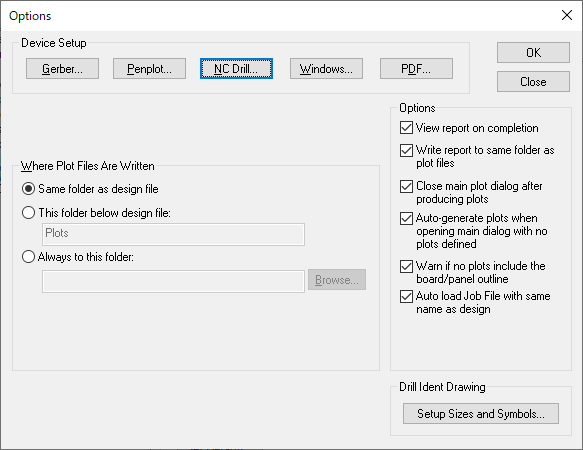 Options
Device Setup
Gerber... Penplot... NC Drill... Windows... PDF...
OK
Close
Where Plot Files Are Written
Same folder as design file
This folder below design file:
Plots
Always to this folder:
Browse...
Options
View report on completion
Write report to same folder as
plot files
Close main plot dialog after
producing plots
Auto-generate plots when
opening main dialog with no
plots defined
Warn if no plots include the
board/panel outline
Auto load Job File with same
name as design
Drill Ident Drawing
Setup Sizes and Symbols...